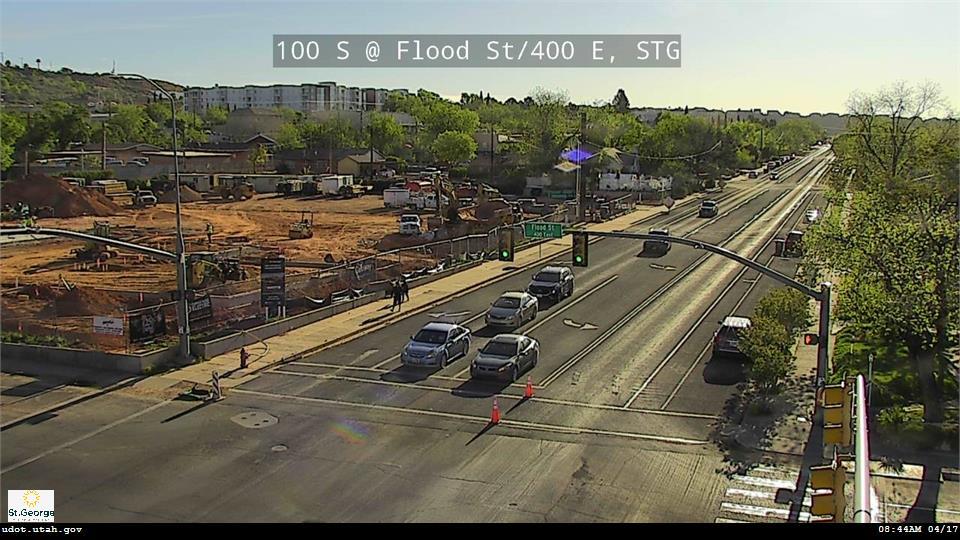 100 S @ Flood St/400 E, STG
Flood St
400 East
St.George
udot.utah.gov
08:44AM 04/17